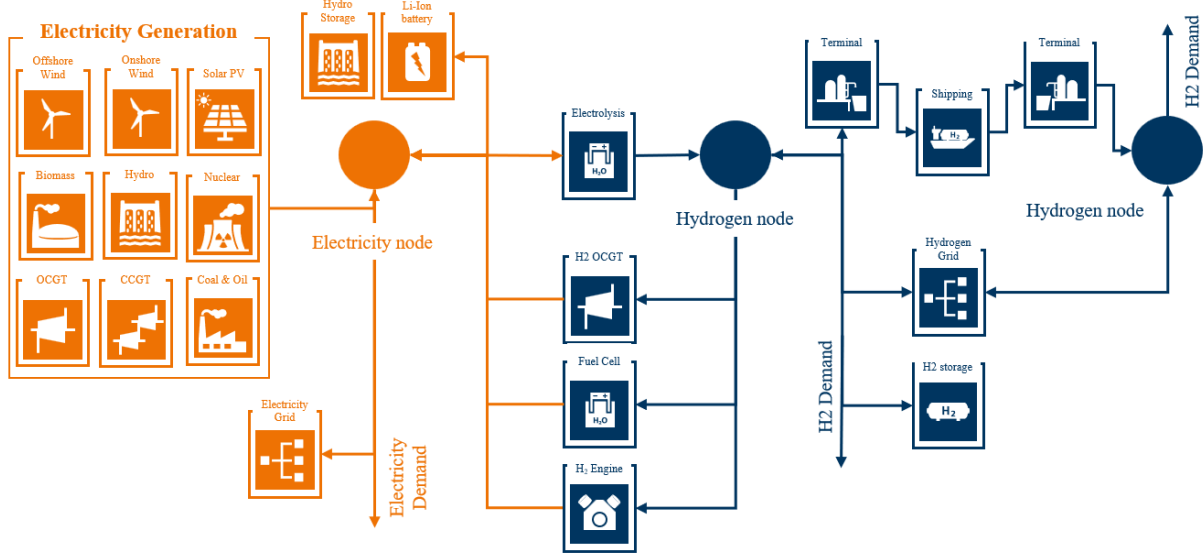 Electricity Generation
Offshore
Wind
Onshore
Wind
Solar PV
Biomass
Hydro
Nuclear
OCGT
CCGT
Coal & Oil
Hydro
Storage
Li-Ion
battery
Electricity node
Electricity
Grid
Electricity
Demand
Electrolysis
H₂O
H2 OCGT
Fuel Cell
H₂O
H₂ Engine
Hydrogen node
H2 Demand
Terminal
Shipping
H₂
Terminal
H2 Demand
Hydrogen node
Hydrogen
Grid
H2 storage
H₂